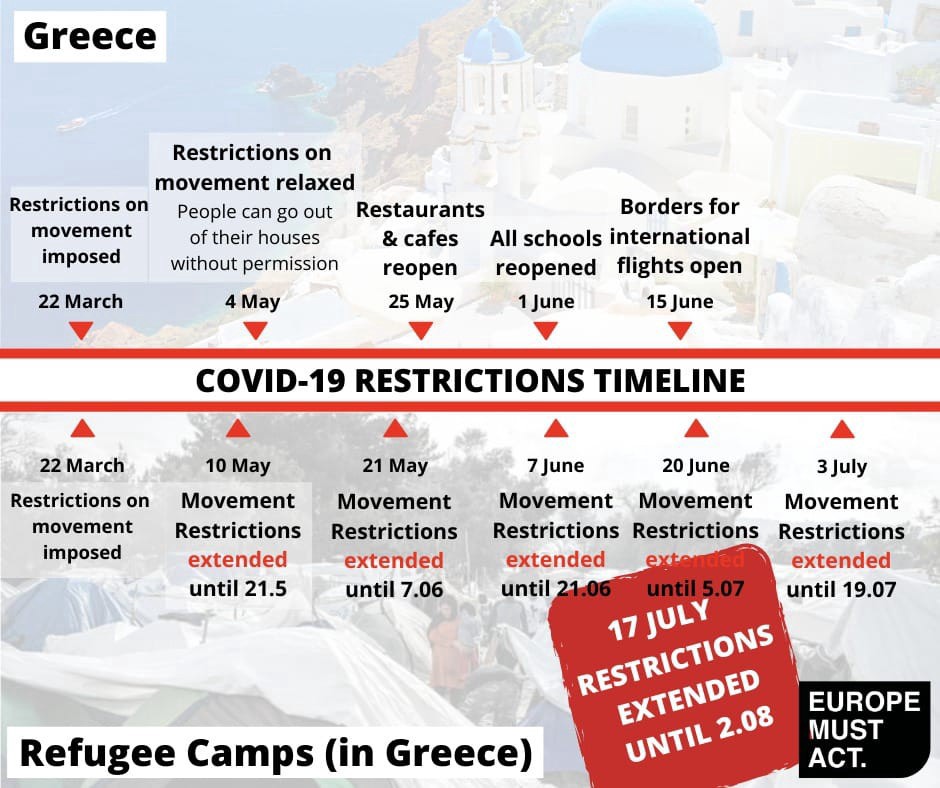 Greece
Restrictions on
movement
imposed
22 March
Restrictions on
movement relaxed
People can go out
of their houses
without permission
4 May
Restaurants
& cafes
reopen
25 May
All schools
reopened
1 June
Borders for
international
flights open
15 June
COVID-19 RESTRICTIONS TIMELINE
22 March
Restrictions on
movement
imposed
10 May
Movement
Restrictions
extended
until 21.5
21 May
Movement
Restrictions
extended
until 7.06
7 June
Movement
Restrictions
extended
until 21.06
20 June
Movement
Restrictions
extended
until 5.07
3 July
Movement
Restrictions
extended
until 19.07
17 JULY
RESTRICTIONS
EXTENDED
UNTIL 2.08
Refugee Camps (in Greece)
EUROPE
MUST
ACT.